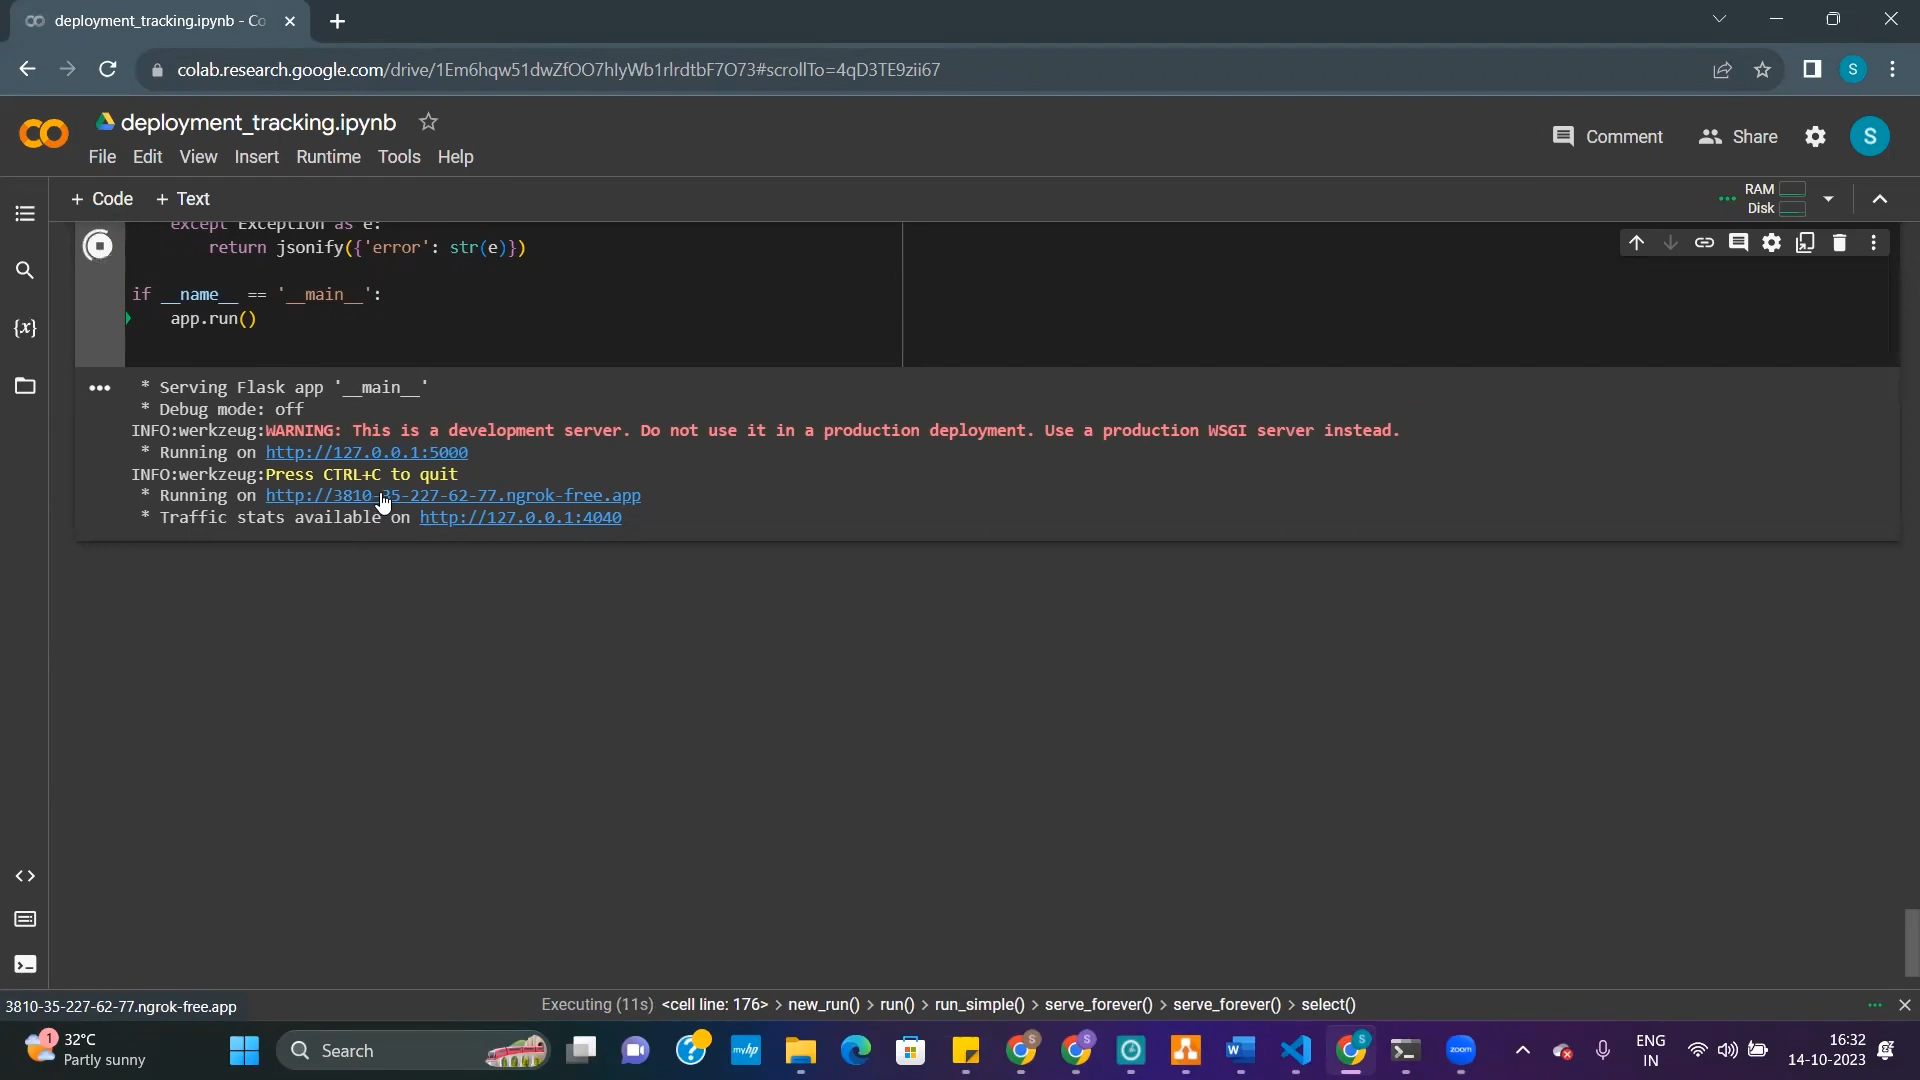 deployment_tracking.ipynb - Co
colab.research.google.com/drive/1Em6hqw51dwZfOO7hIyWb1rlrdtbF7O73#scrollTo=4qD3TE9zii67
S
deployment_tracking.ipynb
File Edit View Insert Runtime Tools Help
Comment
Share
S
+ Code + Text
RAM
Disk
except Exception as e:
return jsonify({'error': str(e)})
if __name__ == '__main__':
app.run()
* Serving Flask app '__main__'
* Debug mode: off
INFO:werkzeug:WARNING: This is a development server. Do not use it in a production deployment. Use a production WSGI server instead.
* Running on http://127.0.0.1:5000
INFO:werkzeug:Press CTRL+C to quit
* Running on http://3810-35-227-62-77.ngrok-free.app
* Traffic stats available on http://127.0.0.1:4040
{x}
3810-35-227-62-77.ngrok-free.app
Executing (11s) <cell line: 176> > new_run() > run() > run_simple() > serve_forever() > serve_forever() > select()
1
32°C
Partly sunny
Search
myhp
zoom
ENG
IN
16:32
14-10-2023